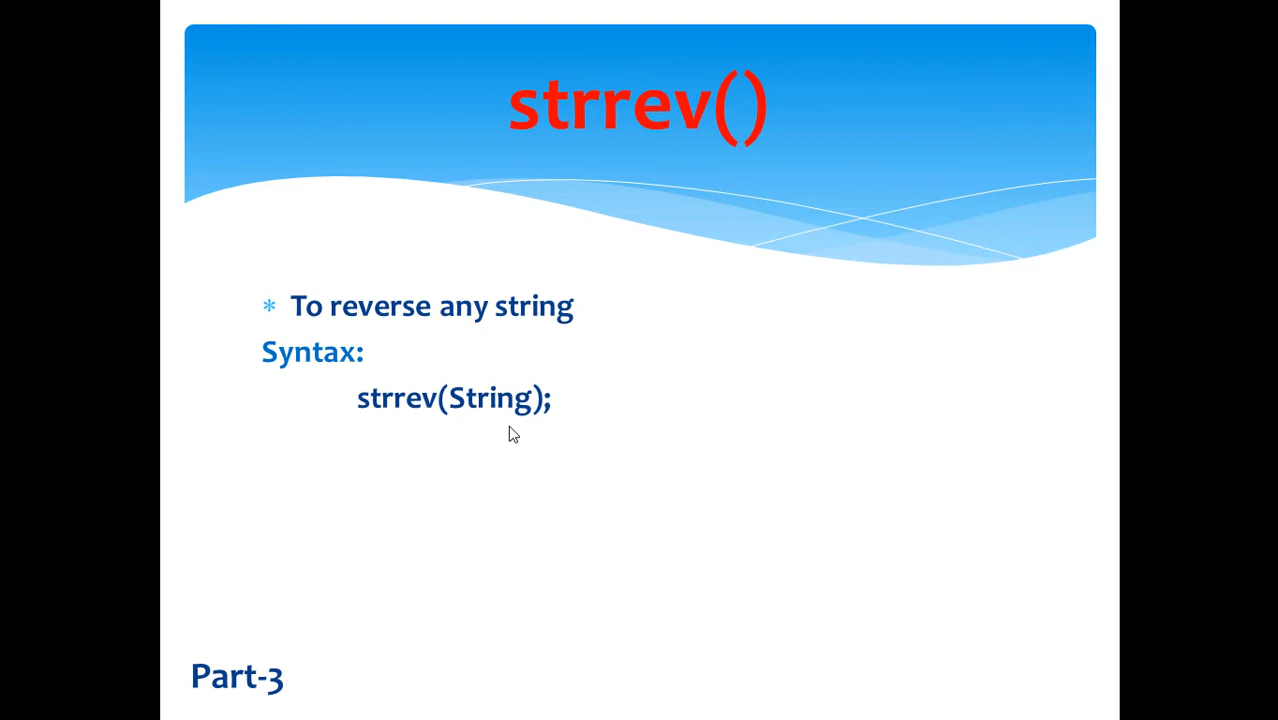 strrev()
* To reverse any string
Syntax:
strrev(String);
Part-3